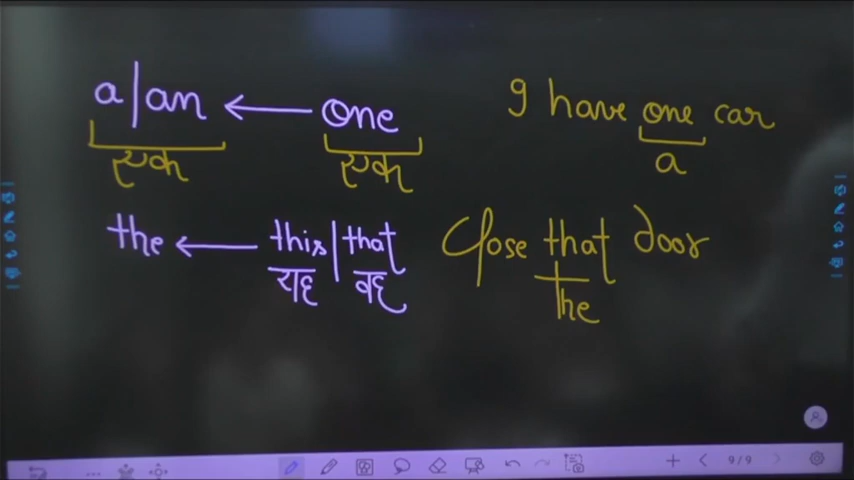 a|an ← one
एक एक
I have one car
a
the ← this|that
यह वह
Close that door
the
9/9